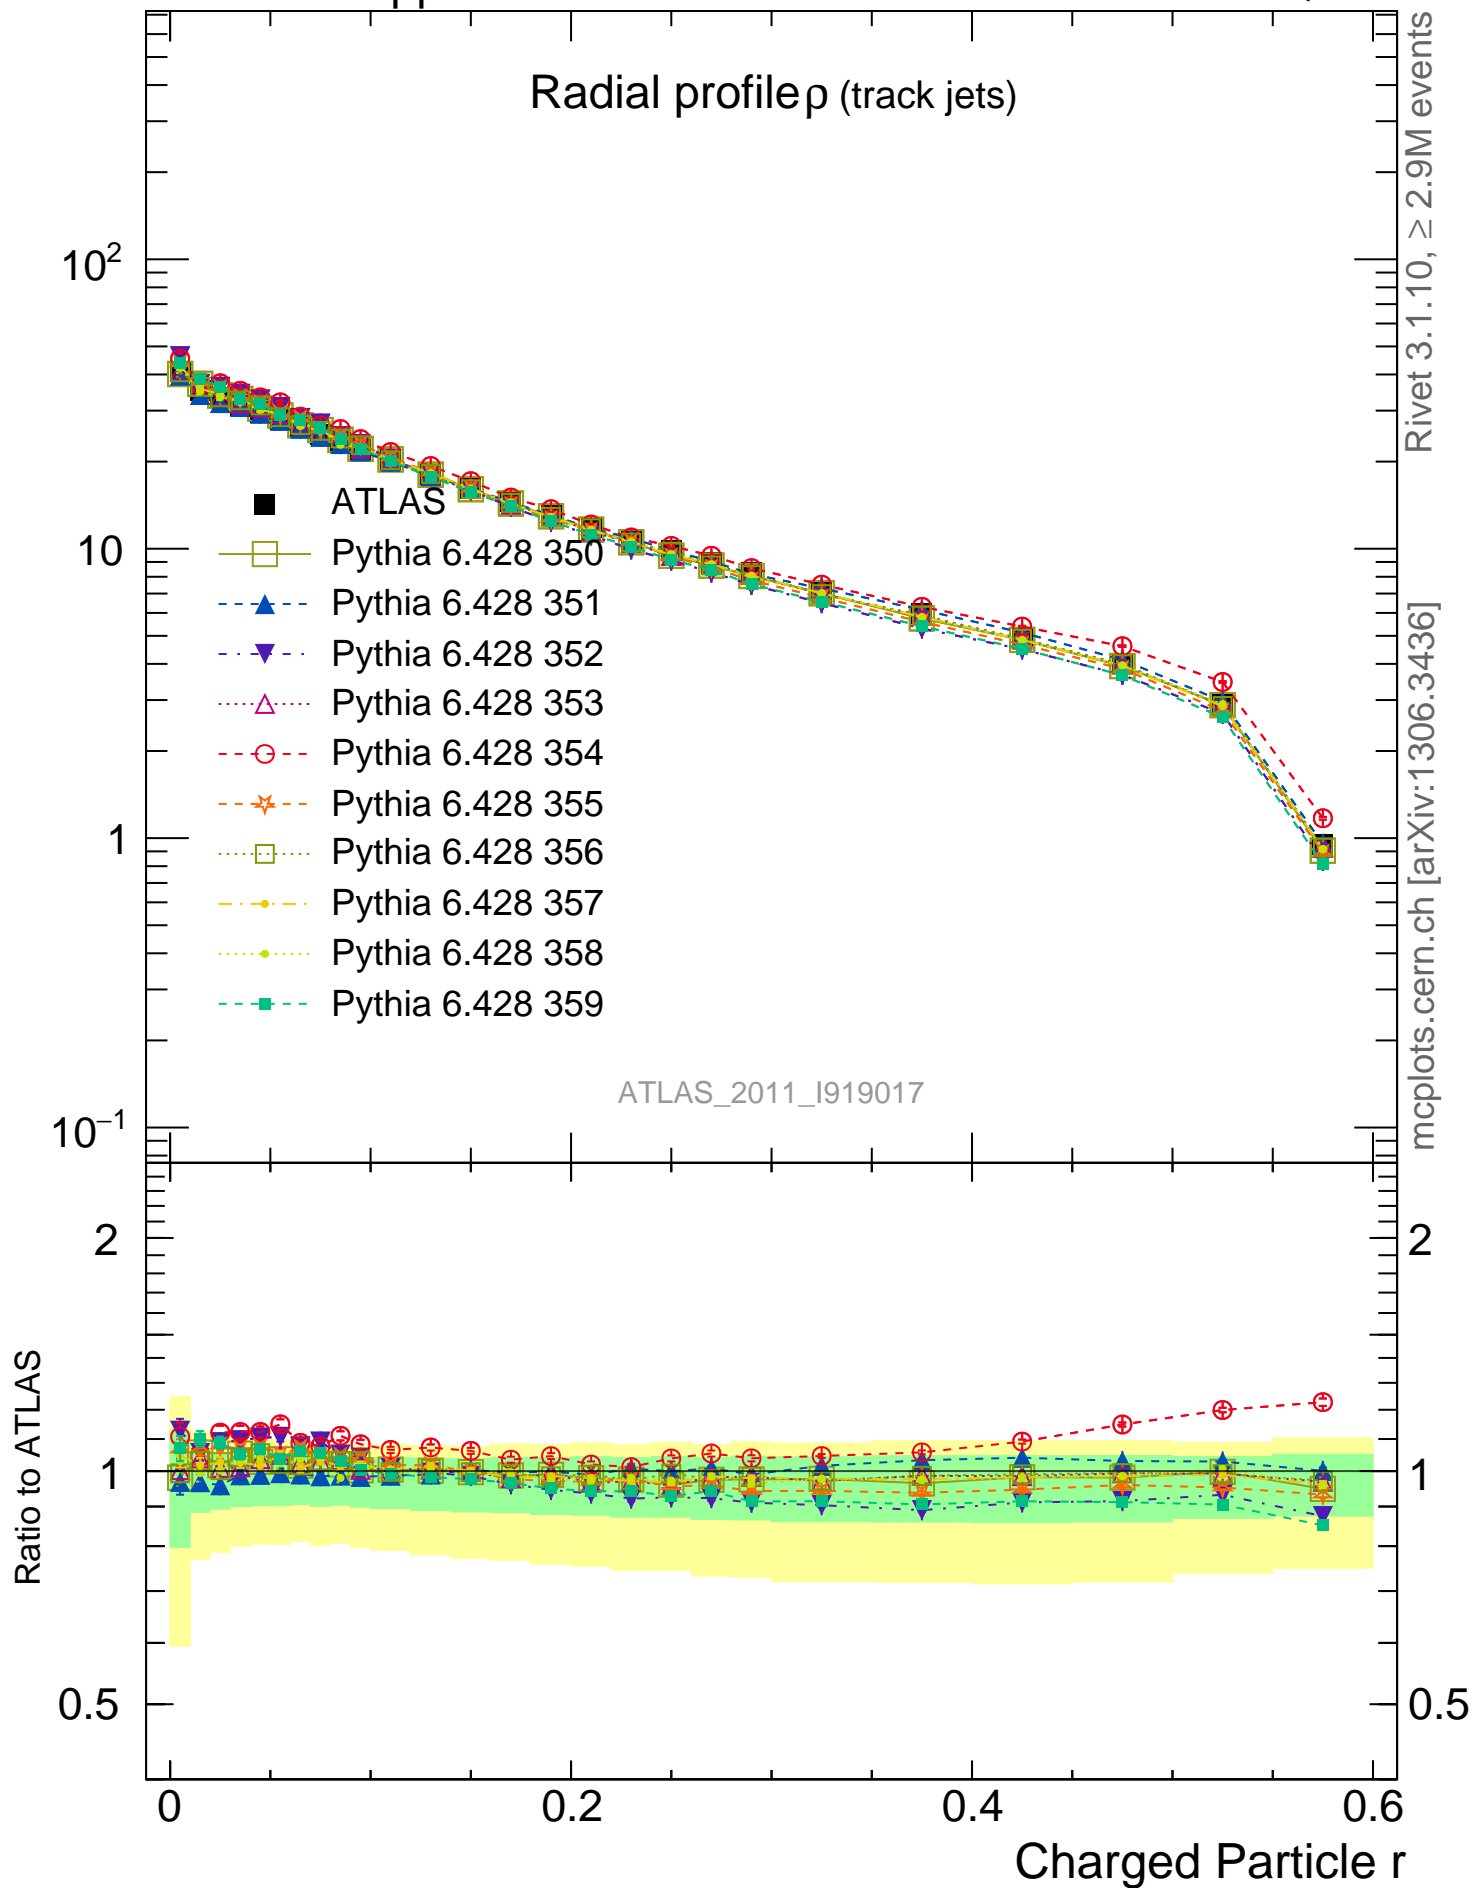 pp
Radial profile ρ (track jets)
10²
10
1
10⁻¹
ATLAS
Pythia 6.428 350
Pythia 6.428 351
Pythia 6.428 352
Pythia 6.428 353
Pythia 6.428 354
Pythia 6.428 355
Pythia 6.428 356
Pythia 6.428 357
Pythia 6.428 358
Pythia 6.428 359
ATLAS_2011_I919017
Rivet 3.1.10, ≥ 2.9M events
mcplots.cern.ch [arXiv:1306.3436]
Ratio to ATLAS
2
1
0.5
2
1
0.5
0
0.2
0.4
0.6
Charged Particle r